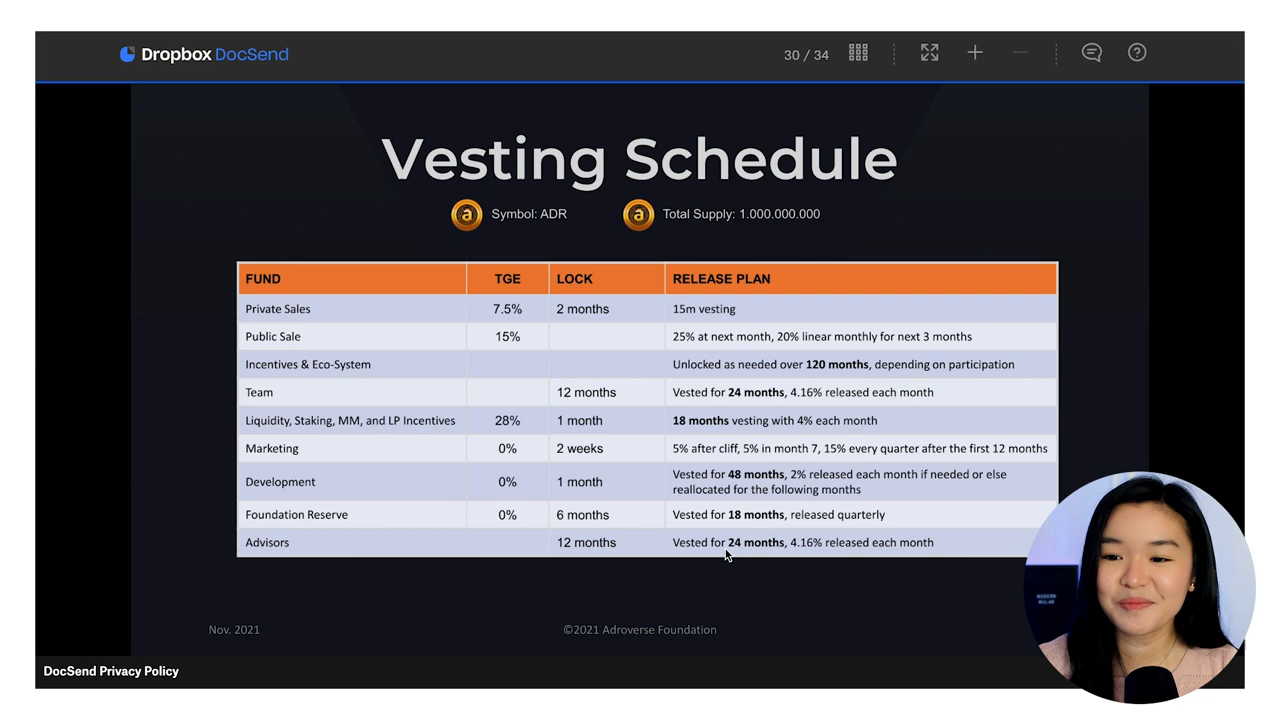 Dropbox DocSend
30 / 34
Vesting Schedule
Symbol: ADR
Total Supply: 1.000.000.000
FUND TGE LOCK RELEASE PLAN
Private Sales 7.5% 2 months 15m vesting
Public Sale 15% 25% at next month, 20% linear monthly for next 3 months
Incentives & Eco-System Unlocked as needed over 120 months, depending on participation
Team 12 months Vested for 24 months, 4.16% released each month
Liquidity, Staking, MM, and LP Incentives 28% 1 month 18 months vesting with 4% each month
Marketing 0% 2 weeks 5% after cliff, 5% in month 7, 15% every quarter after the first 12 months
Development 0% 1 month Vested for 48 months, 2% released each month if needed or else
reallocated for the following months
Foundation Reserve 0% 6 months Vested for 18 months, released quarterly
Advisors 12 months Vested for 24 months, 4.16% released each month
Nov. 2021
©2021 Adroverse Foundation
DocSend Privacy Policy